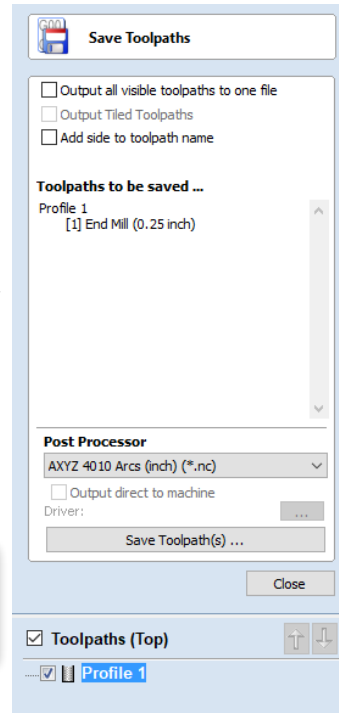 G00
Save Toolpaths
Output all visible toolpaths to one file
Output Tiled Toolpaths
Add side to toolpath name
Toolpaths to be saved ...
Profile 1
[1] End Mill (0.25 inch)
Post Processor
AXYZ 4010 Arcs (inch) (*.nc)
Output direct to machine
Driver:
...
Save Toolpath(s) ...
Close
Toolpaths (Top)
Profile 1